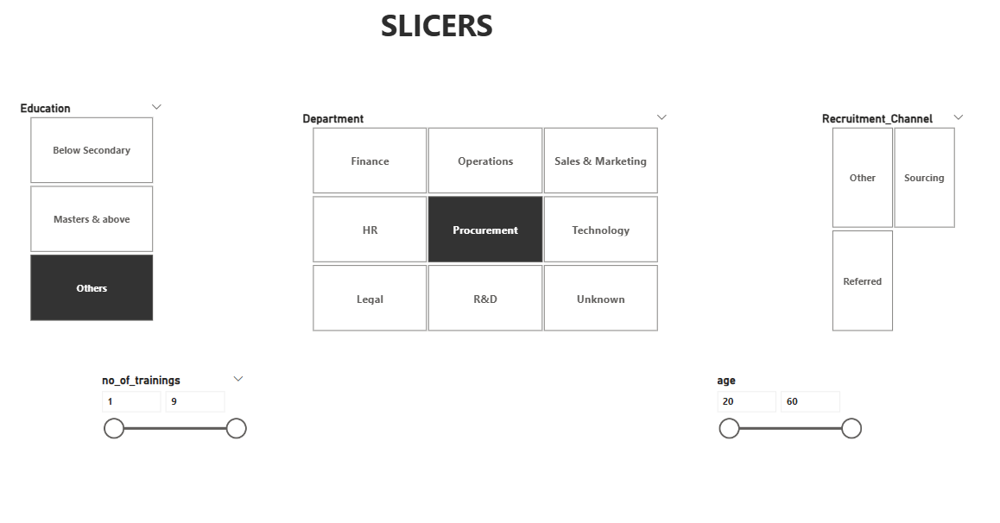 SLICERS
Education
Below Secondary
Masters & above
Others
Department
Finance Operations Sales & Marketing
HR Procurement Technology
Legal R&D Unknown
Recruitment_Channel
Other Sourcing
Referred
no_of_trainings
1 9
age
20 60